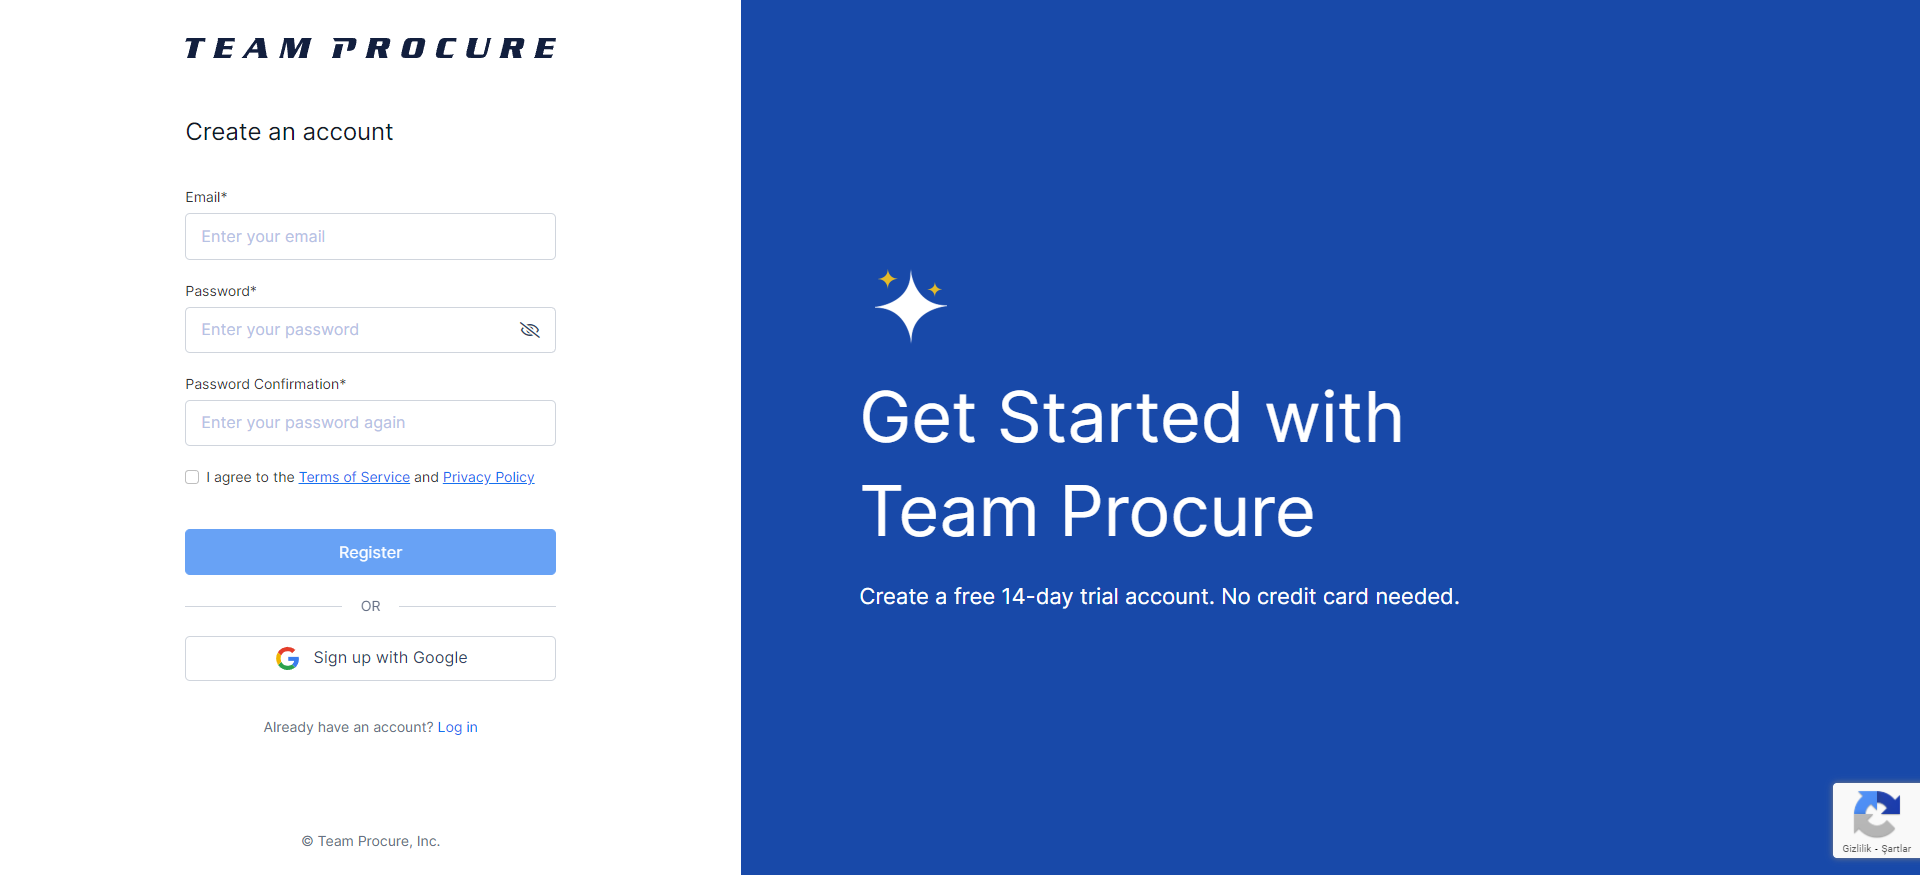 TEAM PROCURE
Create an account
Email*
Enter your email
Password*
Enter your password
Password Confirmation*
Enter your password again
I agree to the Terms of Service and Privacy Policy
Register
OR
Sign up with Google
Already have an account? Log in
© Team Procure, Inc.
Get Started with
Team Procure
Create a free 14-day trial account. No credit card needed.
Gizlilik - Şartlar